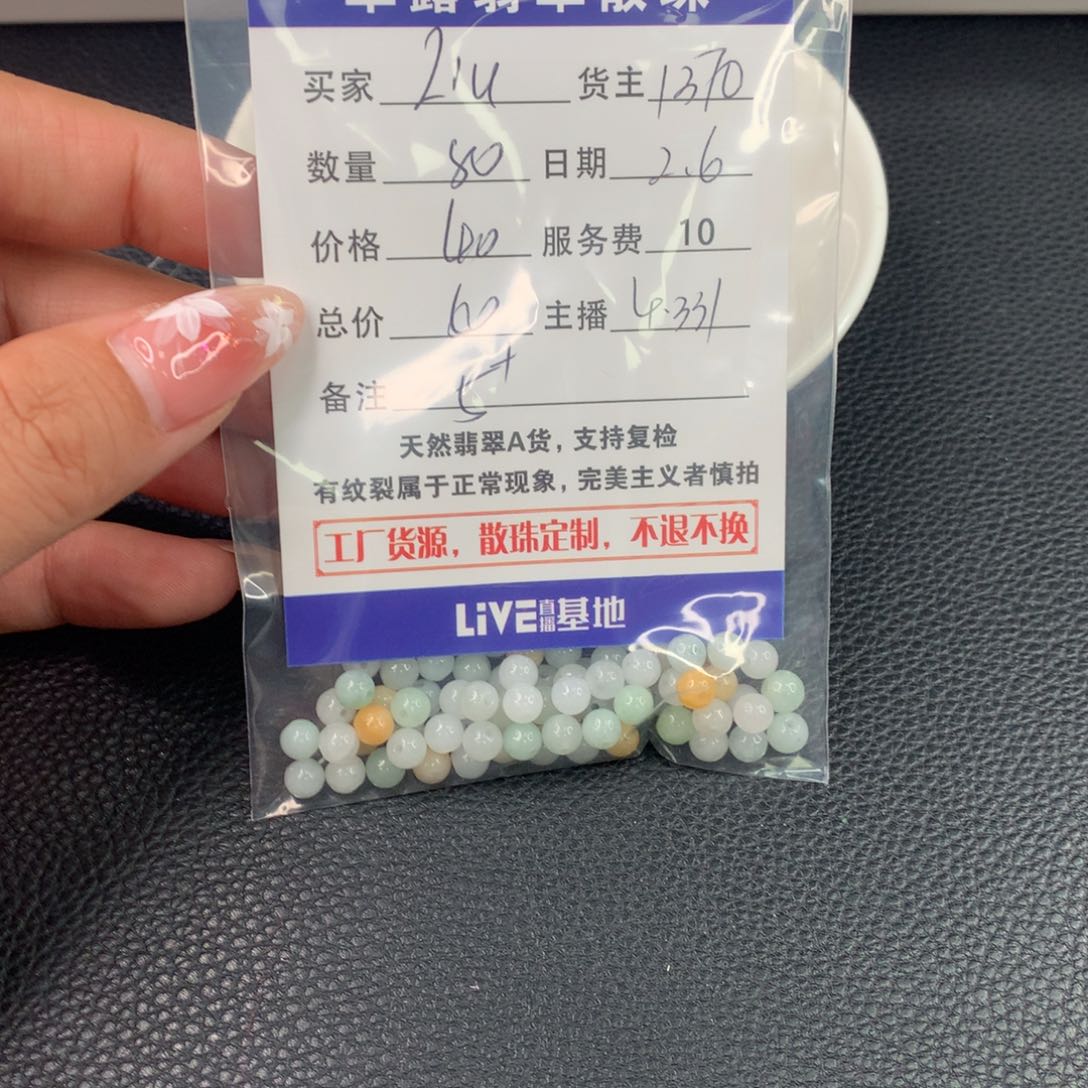 买家 Liu 货主 1370
数量 80 日期 2.6
价格 600 服务费 10
总价 主播 4.331
备注 5+
天然翡翠A货，支持复检
有纹裂属于正常现象，完美主义者慎拍
工厂货源，散珠定制，不退不换
LiVE直播基地